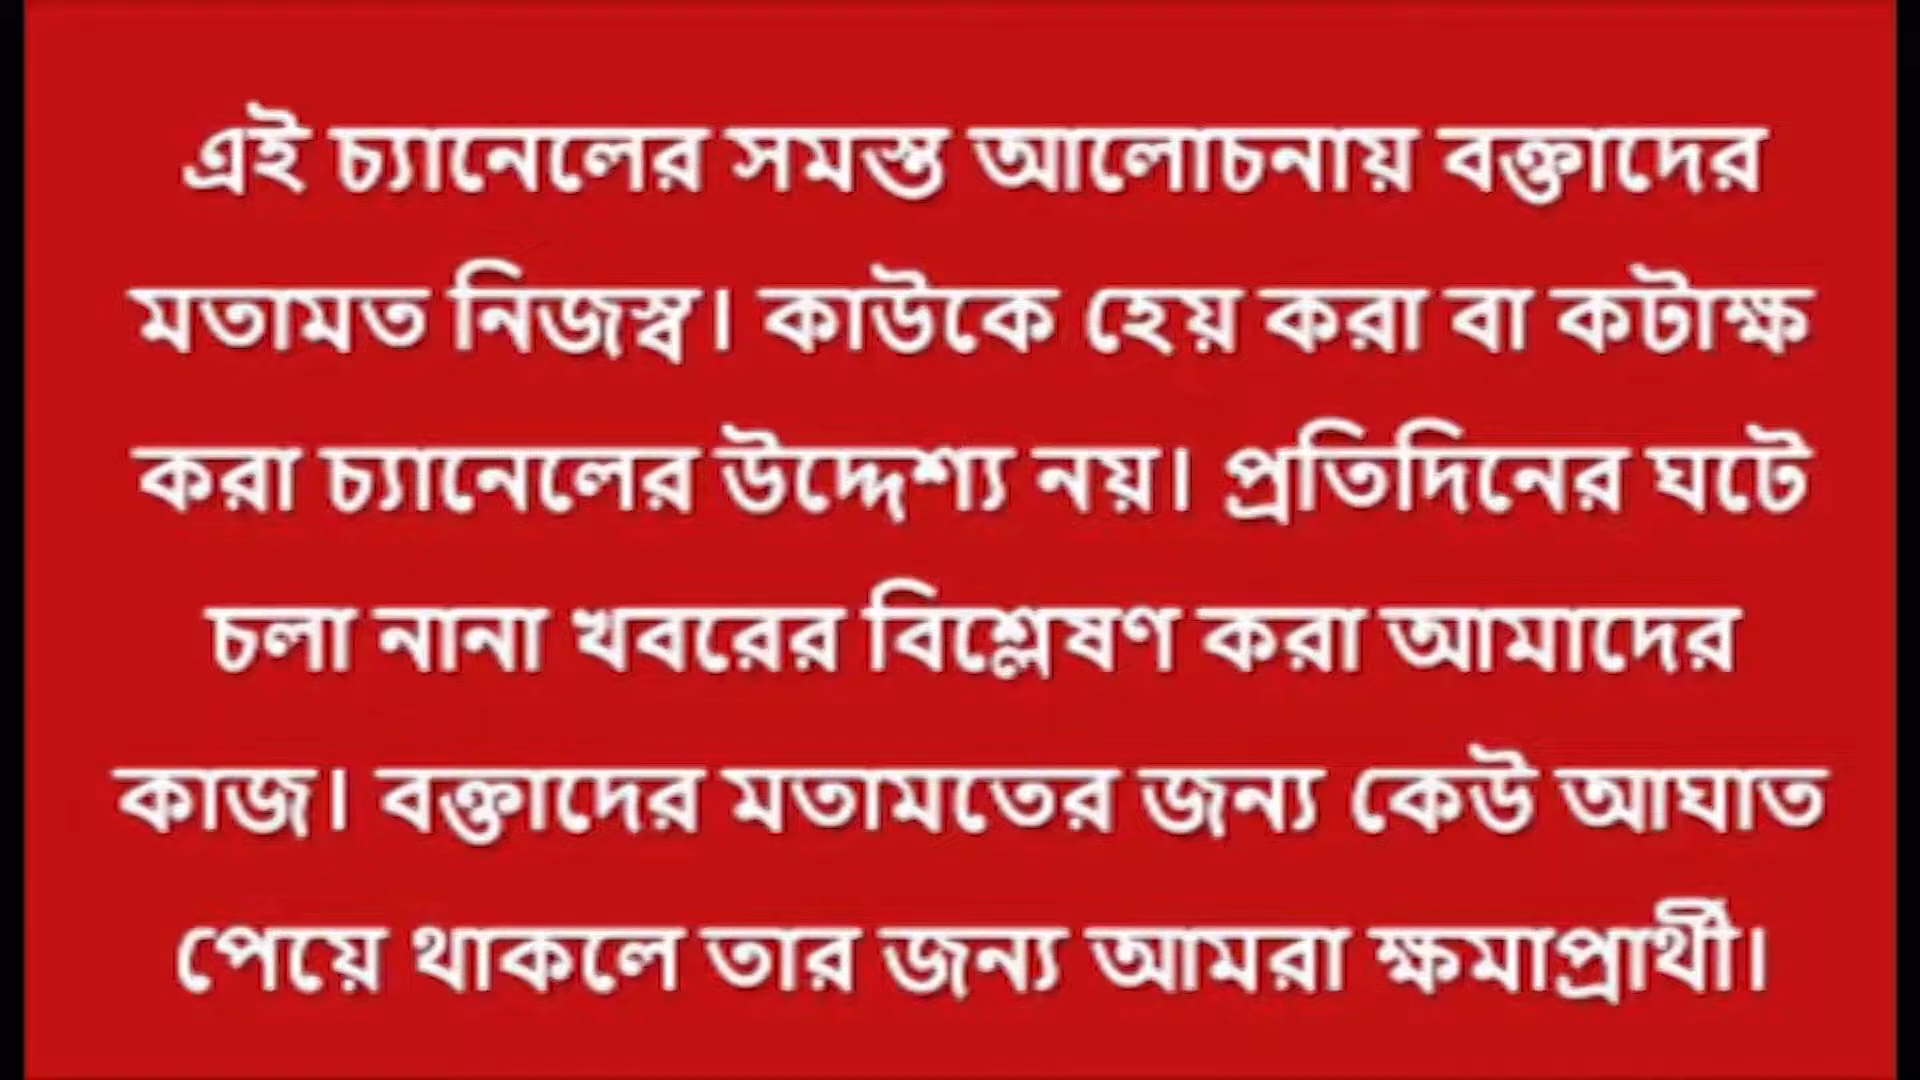 এই চ্যানেলের সমস্ত আলোচনায় বক্তাদের
মতামত নিজস্ব। কাউকে হেয় করা বা কটাক্ষ
করা চ্যানেলের উদ্দেশ্য নয়। প্রতিদিনের ঘটে
চলা নানা খবরের বিশ্লেষণ করা আমাদের
কাজ। বক্তাদের মতামতের জন্য কেউ আঘাত
পেয়ে থাকলে তার জন্য আমরা ক্ষমাপ্রার্থী।